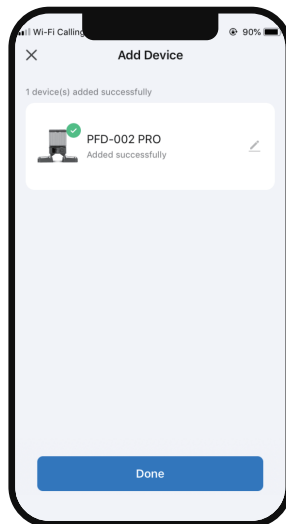 Wi-Fi Calling
90%
Add Device
1 device(s) added successfully
PFD-002 PRO
Added successfully
Done